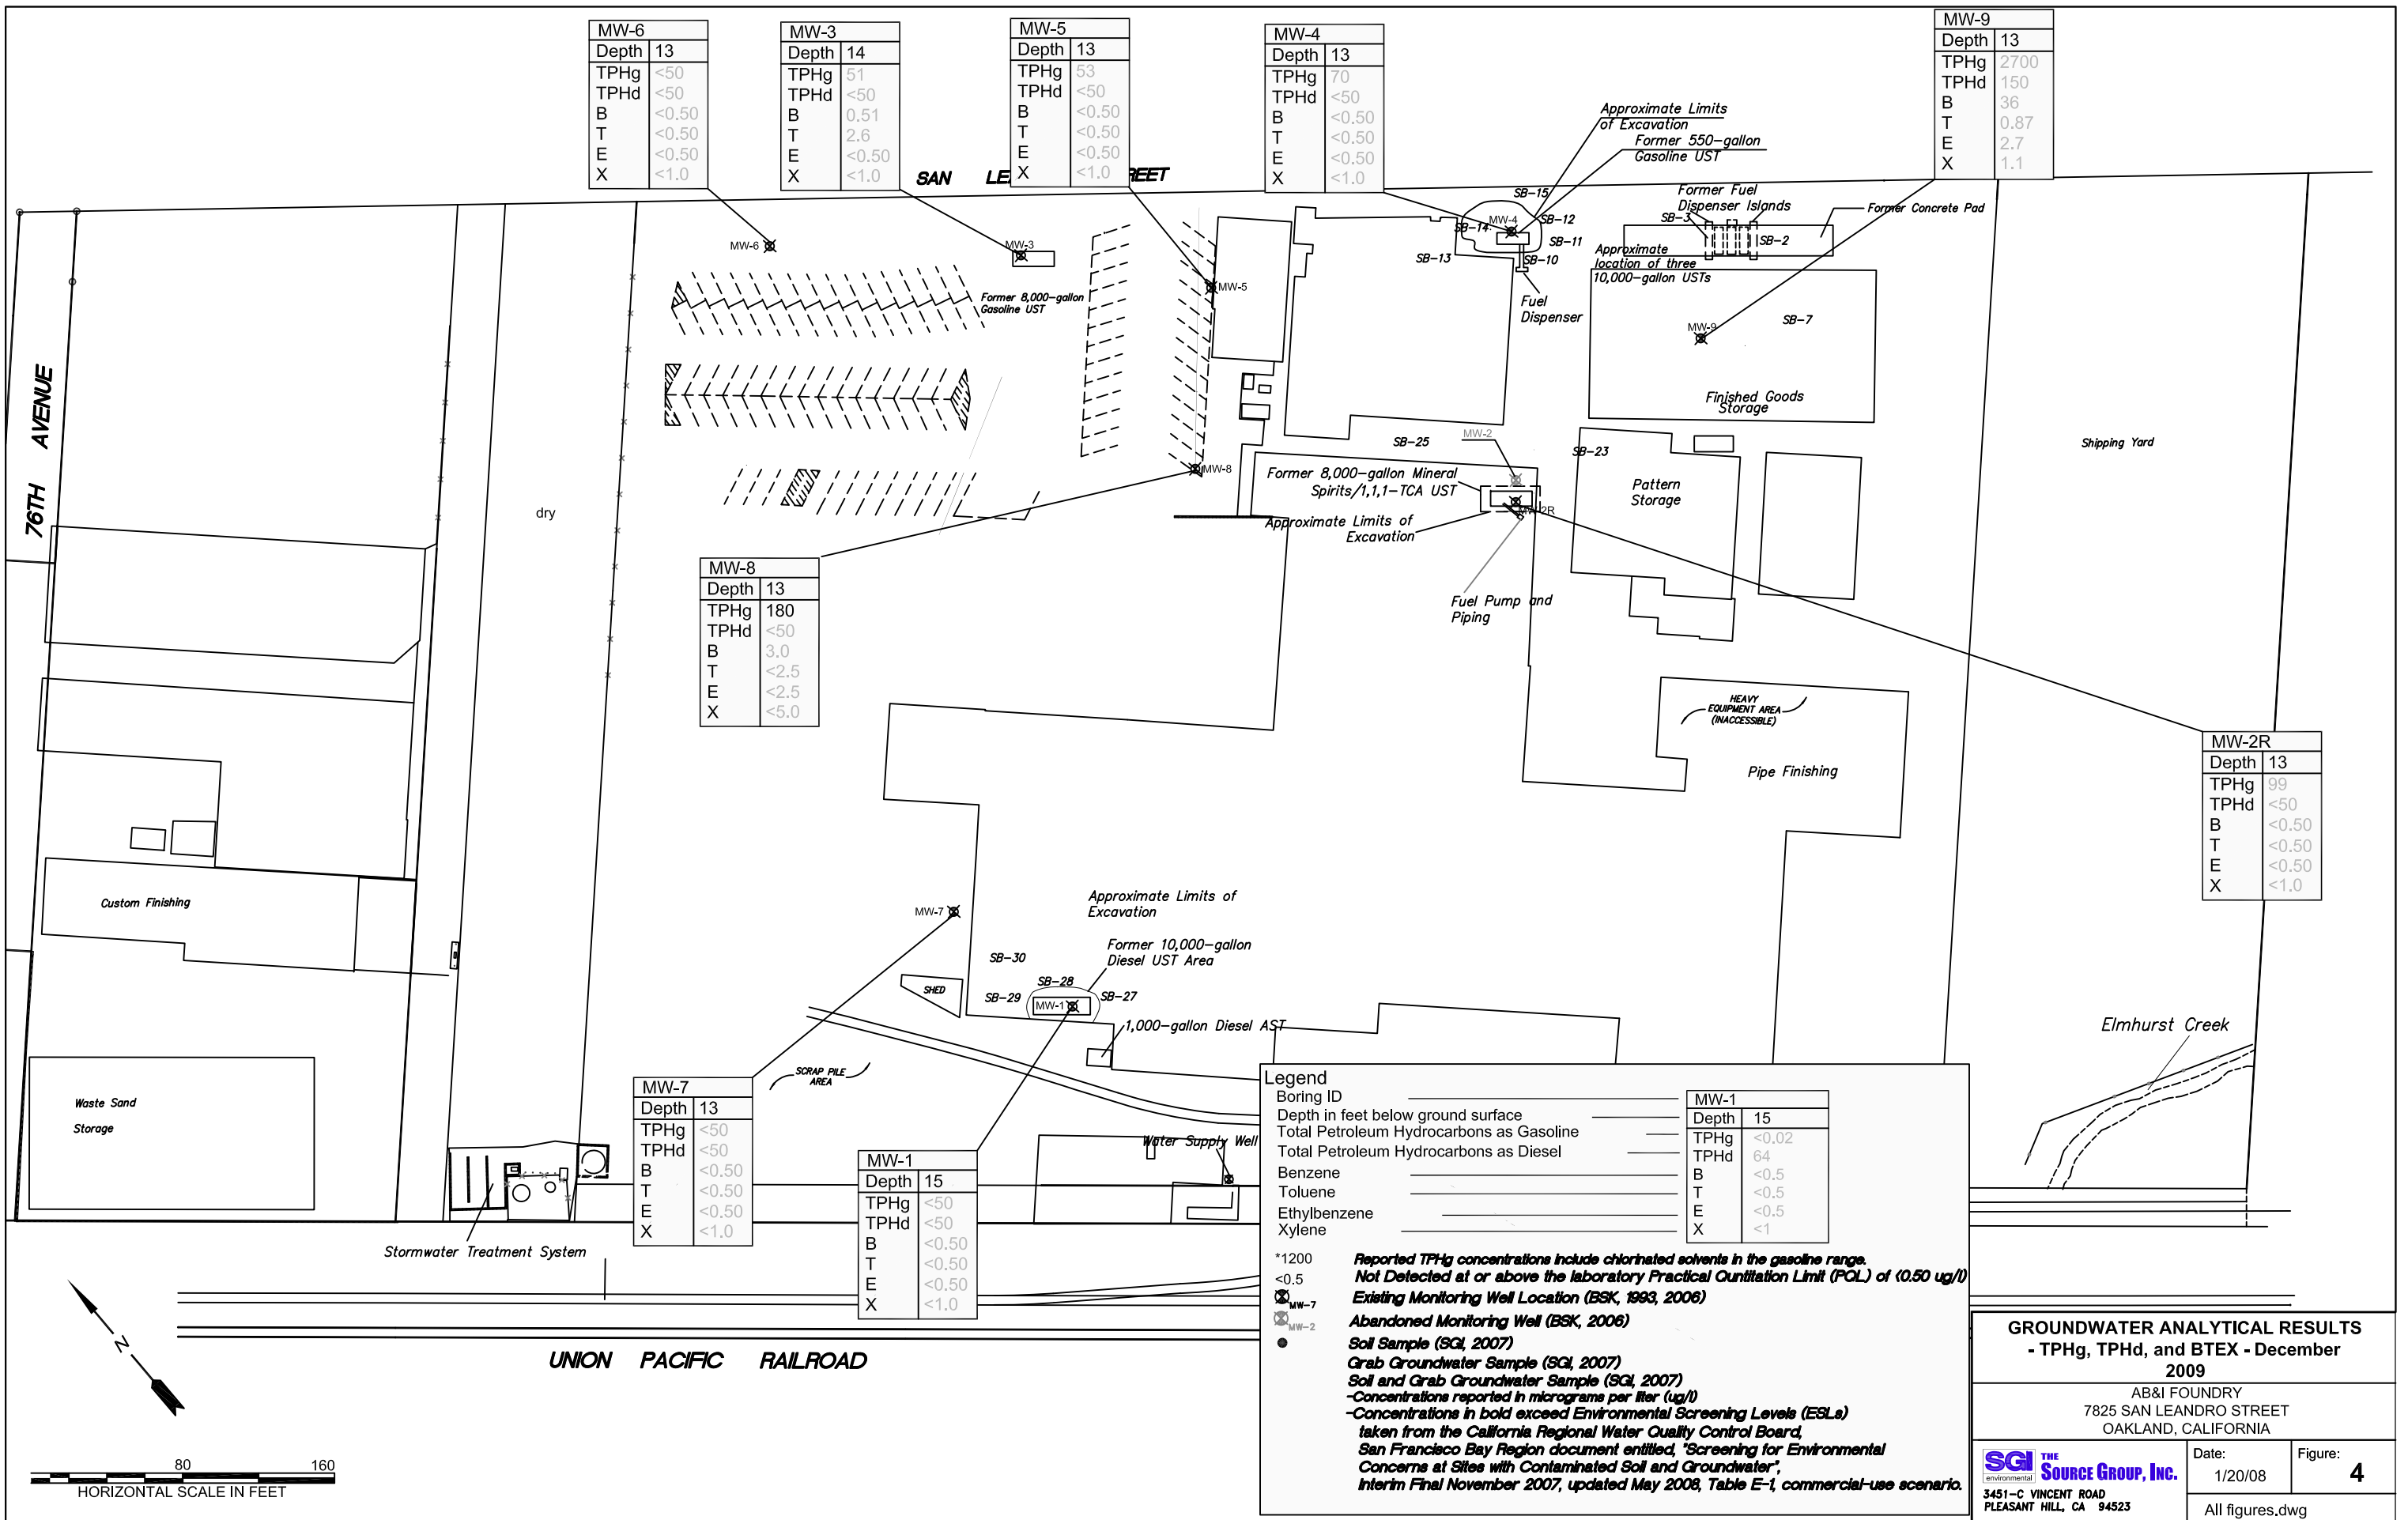 MW-6
Depth 13
TPHg <50
TPHd <50
B <0.50
T <0.50
E <0.50
X <1.0
MW-3
Depth 14
TPHg 51
TPHd <50
B 0.51
T 2.6
E <0.50
X <1.0
MW-5
Depth 13
TPHg 53
TPHd <50
B <0.50
T <0.50
E <0.50
X <1.0
MW-4
Depth 13
TPHg 70
TPHd <50
B <0.50
T <0.50
E <0.50
X <1.0
MW-9
Depth 13
TPHg 2700
TPHd 150
B 36
T 0.87
E 2.7
X 1.1
SAN LE REET
Approximate Limits
of Excavation
Former 550-gallon
Gasoline UST
SB-15
MW-4
SB-12
SB-14
SB-11
SB-13
SB-10
Fuel
Dispenser
Former Fuel
Dispenser Islands
SB-3
SB-2
Former Concrete Pad
Approximate
location of three
10,000-gallon USTs
MW-9
SB-7
Finished Goods
Storage
MW-6
MW-3
Former 8,000-gallon
Gasoline UST
MW-5
MW-8
76TH AVENUE
dry
SB-25
MW-2
SB-23
Former 8,000-gallon Mineral
Spirits/1,1,1-TCA UST
MW-2R
Approximate Limits of
Excavation
Pattern
Storage
Shipping Yard
Fuel Pump and
Piping
MW-8
Depth 13
TPHg 180
TPHd <50
B 3.0
T <2.5
E <2.5
X <5.0
HEAVY
EQUIPMENT AREA
(INACCESSIBLE)
Pipe Finishing
MW-2R
Depth 13
TPHg 99
TPHd <50
B <0.50
T <0.50
E <0.50
X <1.0
Custom Finishing
MW-7
Approximate Limits of
Excavation
Former 10,000-gallon
Diesel UST Area
SB-30
SB-28
SB-29
SB-27
MW-1
SHED
1,000-gallon Diesel AST
Elmhurst Creek
SCRAP PILE
AREA
Waste Sand
Storage
MW-7
Depth 13
TPHg <50
TPHd <50
B <0.50
T <0.50
E <0.50
X <1.0
MW-1
Depth 15
TPHg <50
TPHd <50
B <0.50
T <0.50
E <0.50
X <1.0
Water Supply Well
Stormwater Treatment System
N
UNION PACIFIC RAILROAD
80 160
HORIZONTAL SCALE IN FEET
Legend
Boring ID MW-1
Depth in feet below ground surface Depth 15
Total Petroleum Hydrocarbons as Gasoline TPHg <0.02
Total Petroleum Hydrocarbons as Diesel TPHd 64
Benzene B <0.5
Toluene T <0.5
Ethylbenzene E <0.5
Xylene X <1
*1200 Reported TPHg concentrations include chlorinated solvents in the gasoline range.
<0.5 Not Detected at or above the laboratory Practical Quntitation Limit (PQL) of (0.50 ug/l)
MW-7 Existing Monitoring Well Location (BSK, 1993, 2006)
MW-2 Abandoned Monitoring Well (BSK, 2006)
Soil Sample (SGI, 2007)
Grab Groundwater Sample (SGI, 2007)
Soil and Grab Groundwater Sample (SGI, 2007)
-Concentrations reported in micrograms per liter (ug/l)
-Concentrations in bold exceed Environmental Screening Levels (ESLs)
taken from the California Regional Water Quality Control Board,
San Francisco Bay Region document entitled, "Screening for Environmental
Concerns at Sites with Contaminated Soil and Groundwater",
Interim Final November 2007, updated May 2008, Table E-1, commercial-use scenario.
GROUNDWATER ANALYTICAL RESULTS
- TPHg, TPHd, and BTEX - December
2009
AB&I FOUNDRY
7825 SAN LEANDRO STREET
OAKLAND, CALIFORNIA
SGI environmental
THE SOURCE GROUP, INC.
3451-C VINCENT ROAD
PLEASANT HILL, CA 94523
Date:
1/20/08
Figure:
4
All figures.dwg